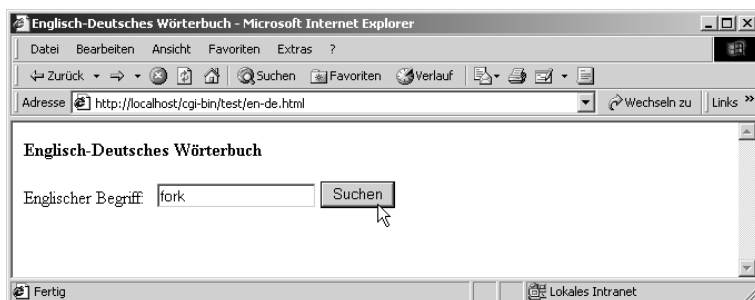 Englisch-Deutsches Wörterbuch - Microsoft Internet Explorer
Datei Bearbeiten Ansicht Favoriten Extras ?
Zurück Suchen Favoriten Verlauf
Adresse http://localhost/cgi-bin/test/en-de.html Wechseln zu Links »
Englisch-Deutsches Wörterbuch
Englischer Begriff: fork Suchen
Fertig Lokales Intranet